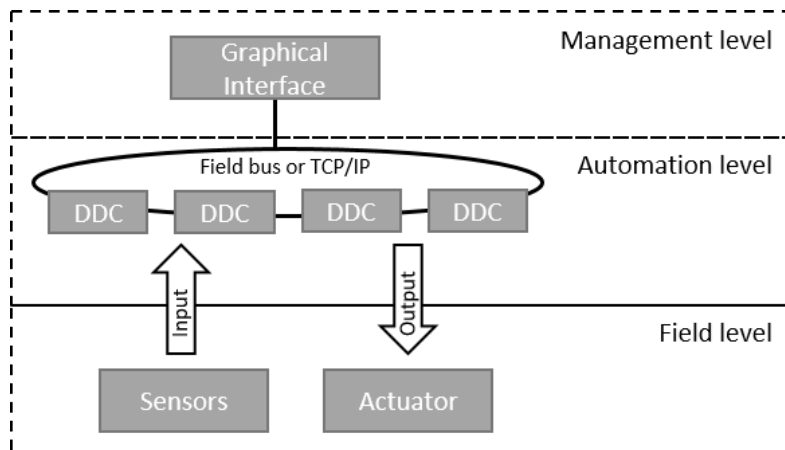 Management level
Graphical
Interface
Automation level
Field bus or TCP/IP
DDC
DDC
DDC
DDC
Input
Output
Field level
Sensors
Actuator